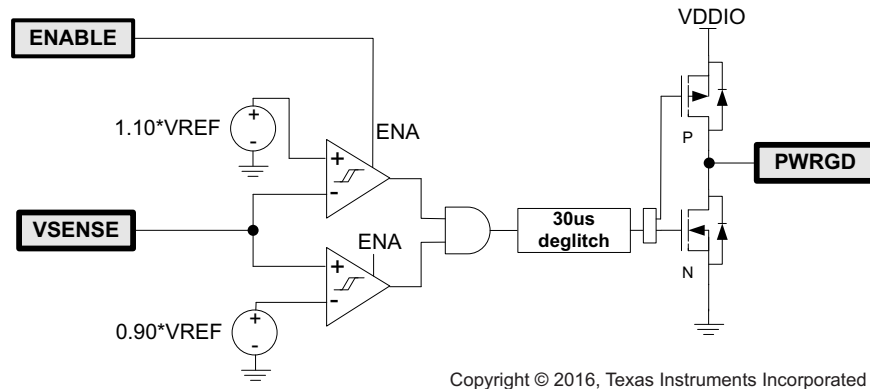 VDDIO
ENABLE
+
1.10*VREF
-
ENA
+
-
P
PWRGD
VSENSE
30us
deglitch
ENA
+
-
N
+
0.90*VREF
-
Copyright © 2016, Texas Instruments Incorporated